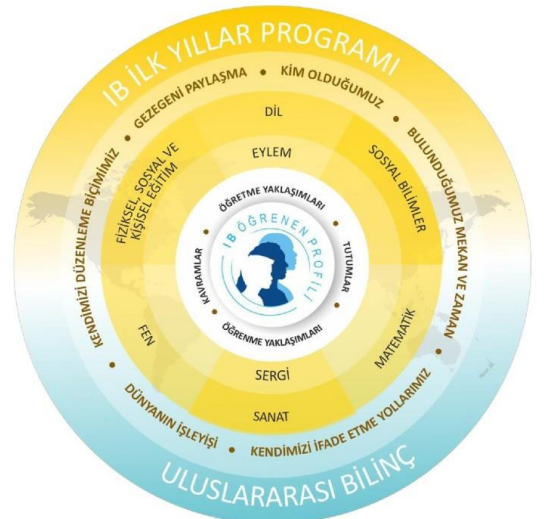 IB İLK YILLAR PROGRAMI
GEZEGENİ PAYLAŞMA • KİM OLDUĞUMUZ • BULUNDUĞUMUZ MEKAN VE ZAMAN •
KENDİMİZİ DÜZENLEME BİÇİMİMİZ •
DİL
EYLEM
FİZİKSEL, SOSYAL VE
KİŞİSEL EĞİTİM
SOSYAL BİLİMLER
ÖĞRETME YAKLAŞIMLARI
KAVRAMLAR
IB ÖĞRENEN PROFİLİ
TUTUMLAR
ÖĞRENME YAKLAŞIMLARI
FEN
MATEMATİK
SERGİ
SANAT
DÜNYANIN İŞLEYİŞİ • KENDİMİZİ İFADE ETME YOLLARIMIZ
ULUSLARARASI BİLİNÇ